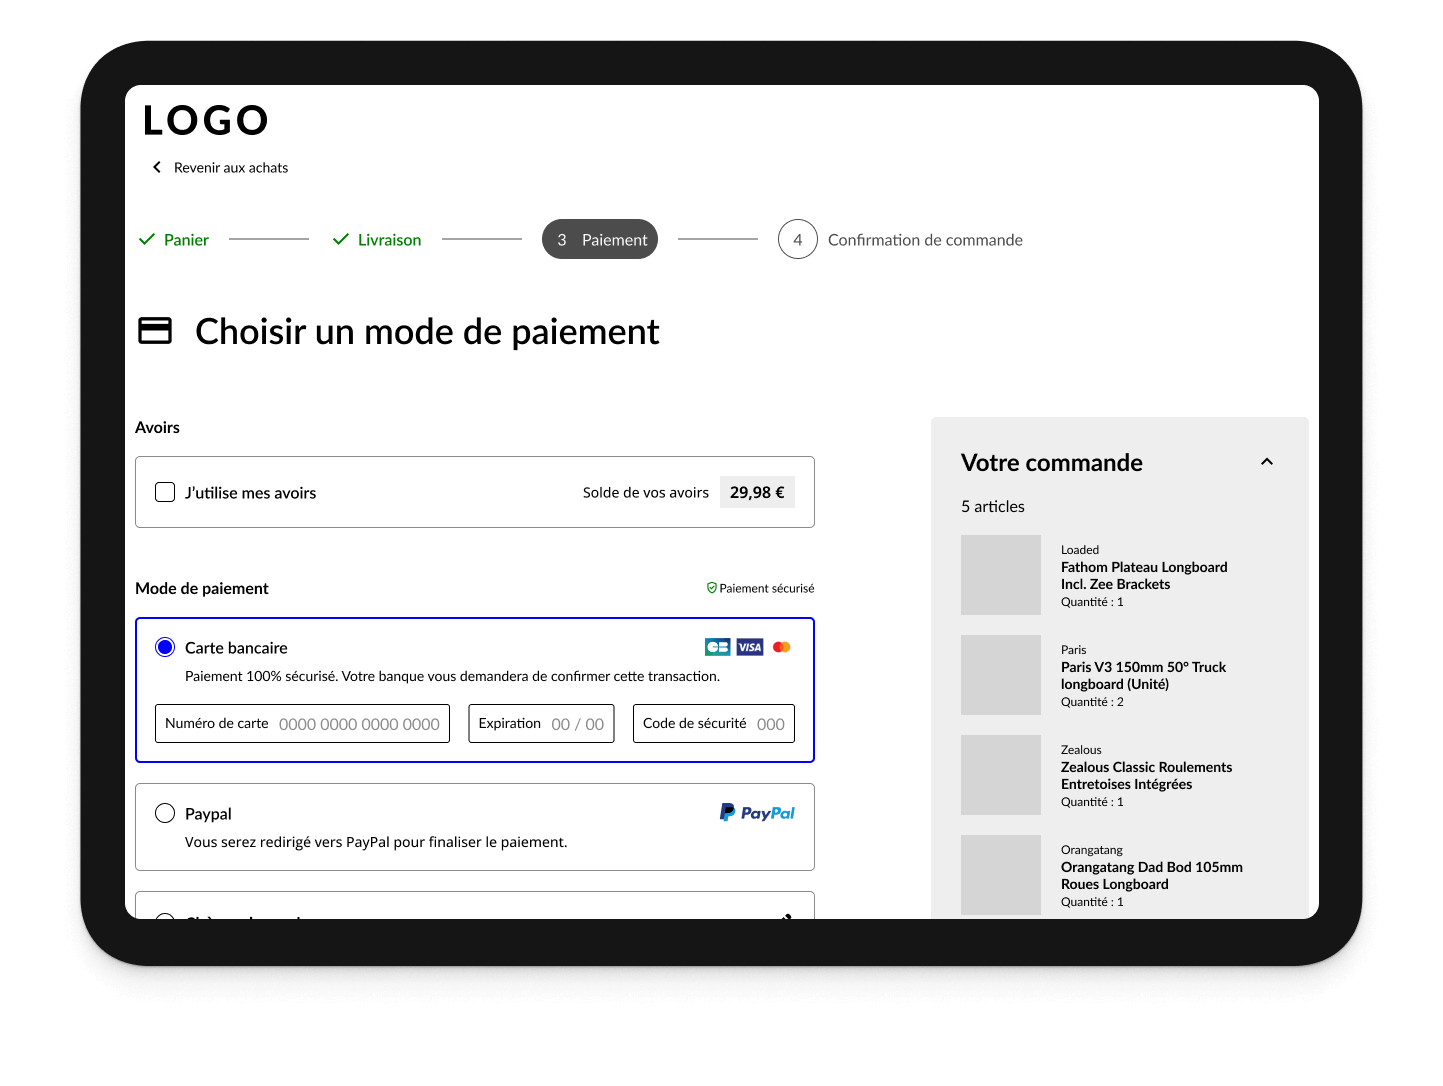 LOGO
Revenir aux achats
Panier
Livraison
3 Paiement
4 Confirmation de commande
Choisir un mode de paiement
Avoirs
J’utilise mes avoirs
Solde de vos avoirs 29,98 €
Mode de paiement
Paiement sécurisé
Carte bancaire
CB VISA
Paiement 100% sécurisé. Votre banque vous demandera de confirmer cette transaction.
Numéro de carte 0000 0000 0000 0000
Expiration 00 / 00
Code de sécurité 000
Paypal
PayPal
Vous serez redirigé vers PayPal pour finaliser le paiement.
Votre commande
5 articles
Loaded
Fathom Plateau Longboard
Incl. Zee Brackets
Quantité : 1
Paris
Paris V3 150mm 50° Truck
longboard (Unité)
Quantité : 2
Zealous
Zealous Classic Roulements
Entretoises Intégrées
Quantité : 1
Orangatang
Orangatang Dad Bod 105mm
Roues Longboard
Quantité : 1